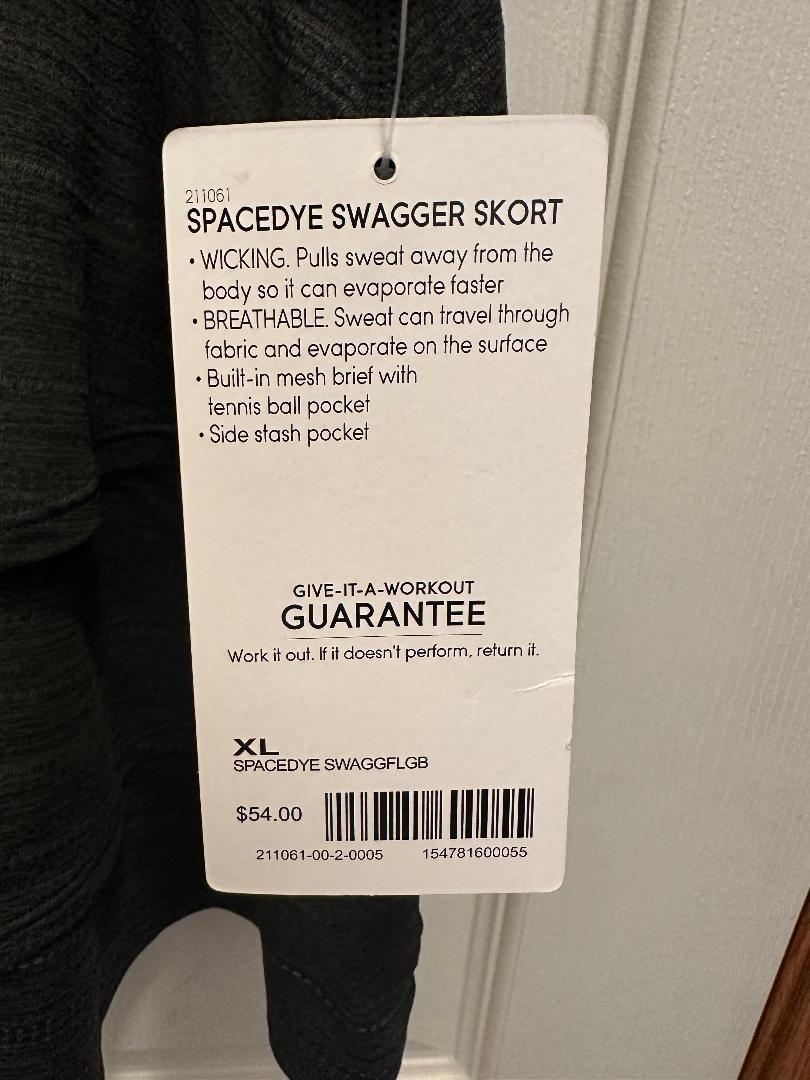 211061
SPACEDYE SWAGGER SKORT
• WICKING. Pulls sweat away from the
body so it can evaporate faster
• BREATHABLE. Sweat can travel through
fabric and evaporate on the surface
• Built-in mesh brief with
tennis ball pocket
• Side stash pocket
GIVE-IT-A-WORKOUT
GUARANTEE
Work it out. If it doesn't perform, return it.
XL
SPACEDYE SWAGGFLGB
$54.00
211061-00-2-0005 154781600055